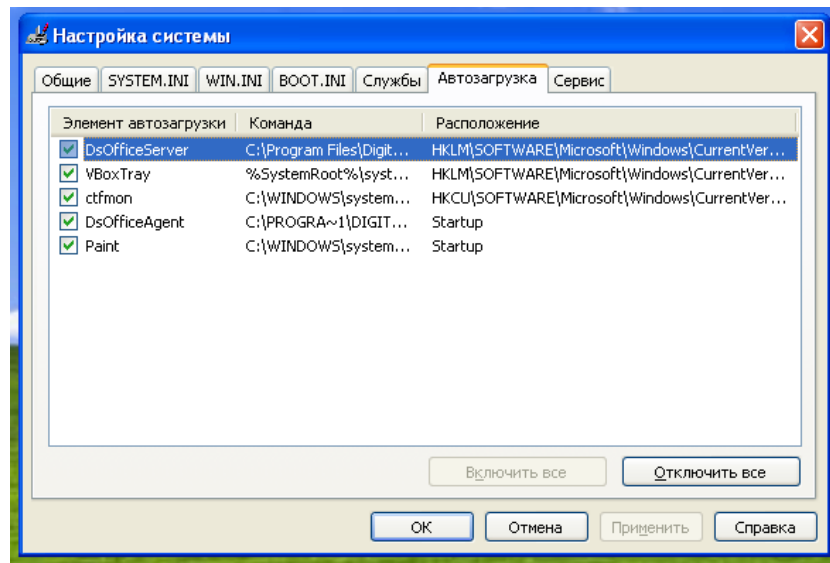 Настройка системы
Общие SYSTEM.INI WIN.INI BOOT.INI Службы Автозагрузка Сервис
Элемент автозагрузки Команда Расположение
DsOfficeServer C:\Program Files\Digit... HKLM\SOFTWARE\Microsoft\Windows\CurrentVer...
VBoxTray %SystemRoot%\syst... HKLM\SOFTWARE\Microsoft\Windows\CurrentVer...
ctfmon C:\WINDOWS\system... HKCU\SOFTWARE\Microsoft\Windows\CurrentVer...
DsOfficeAgent C:\PROGRA~1\DIGIT... Startup
Paint C:\WINDOWS\system... Startup
Включить все Отключить все
ОК Отмена Применить Справка